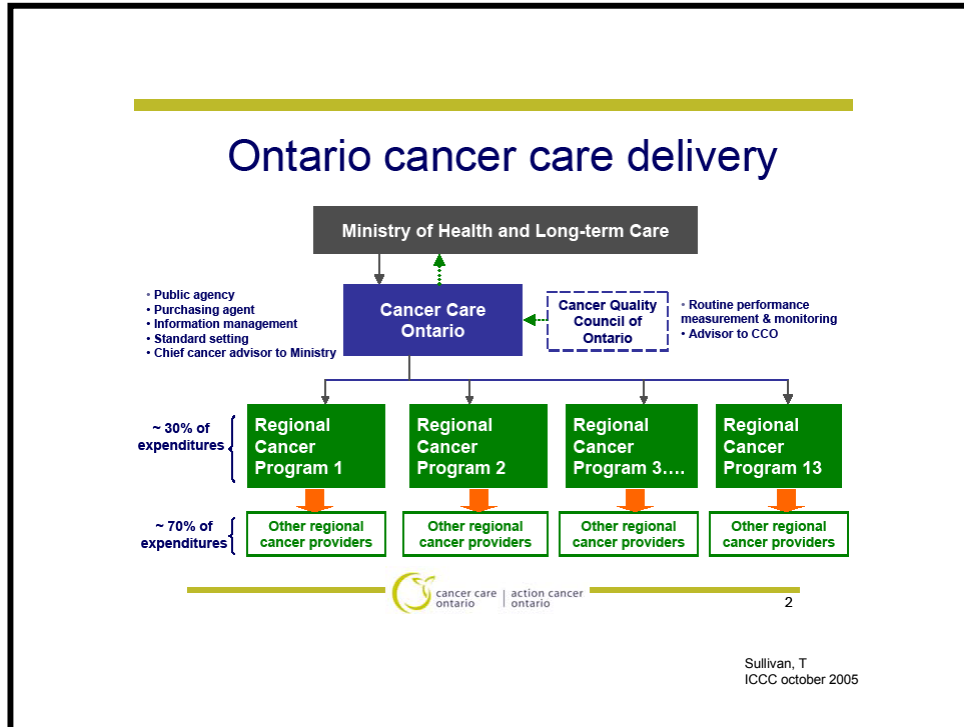 Ontario cancer care delivery
Ministry of Health and Long-term Care
• Public agency
• Purchasing agent
• Information management
• Standard setting
• Chief cancer advisor to Ministry
Cancer Care
Ontario
Cancer Quality
Council of
Ontario
• Routine performance
measurement & monitoring
• Advisor to CCO
~ 30% of
expenditures
Regional
Cancer
Program 1
Regional
Cancer
Program 2
Regional
Cancer
Program 3....
Regional
Cancer
Program 13
~ 70% of
expenditures
Other regional
cancer providers
Other regional
cancer providers
Other regional
cancer providers
Other regional
cancer providers
cancer care
ontario
action cancer
ontario
2
Sullivan, T
ICCC october 2005